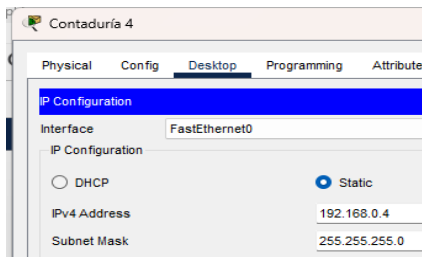 Contaduría 4
Physical Config Desktop Programming Attribute
IP Configuration
Interface FastEthernet0
IP Configuration
DHCP Static
IPv4 Address 192.168.0.4
Subnet Mask 255.255.255.0